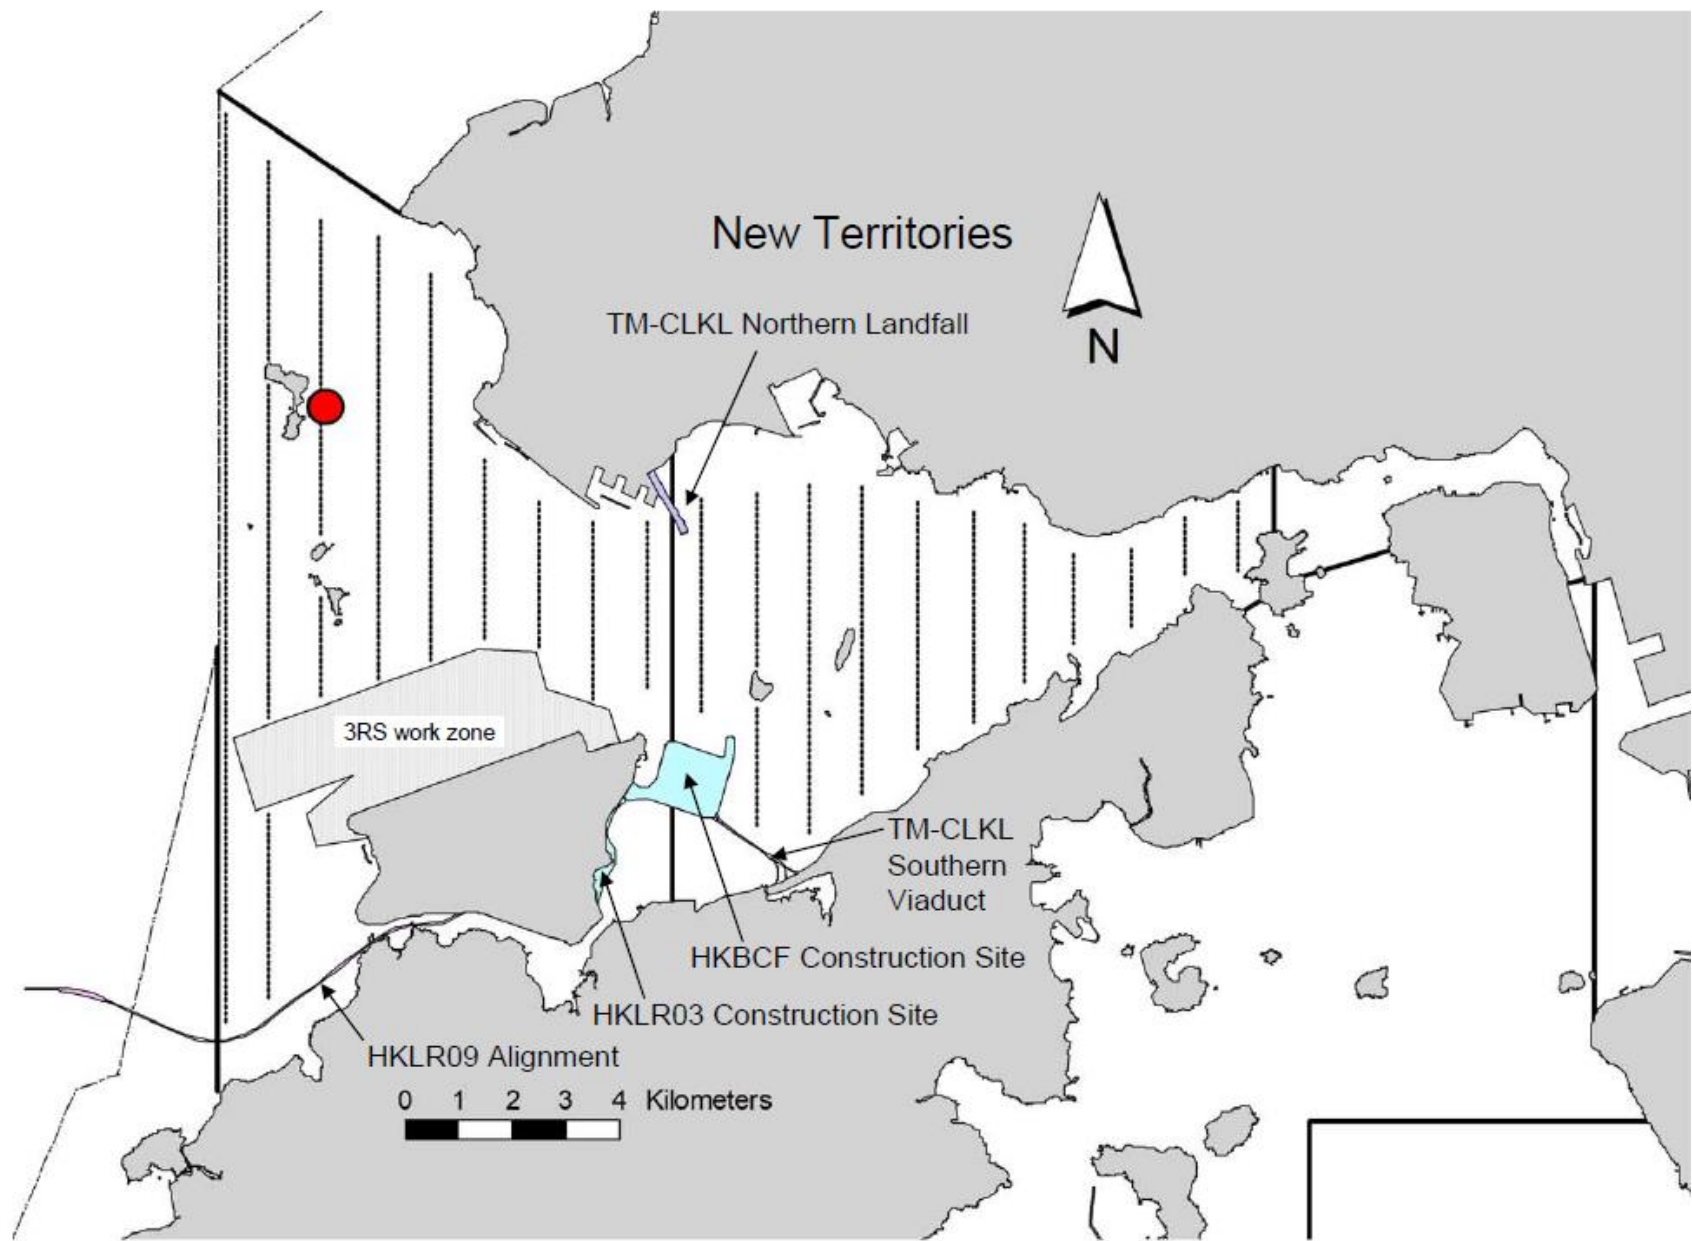 New Territories
TM-CLKL Northern Landfall
N
3RS work zone
TM-CLKL
Southern
Viaduct
HKBCF Construction Site
HKLR03 Construction Site
HKLR09 Alignment
0 1 2 3 4 Kilometers